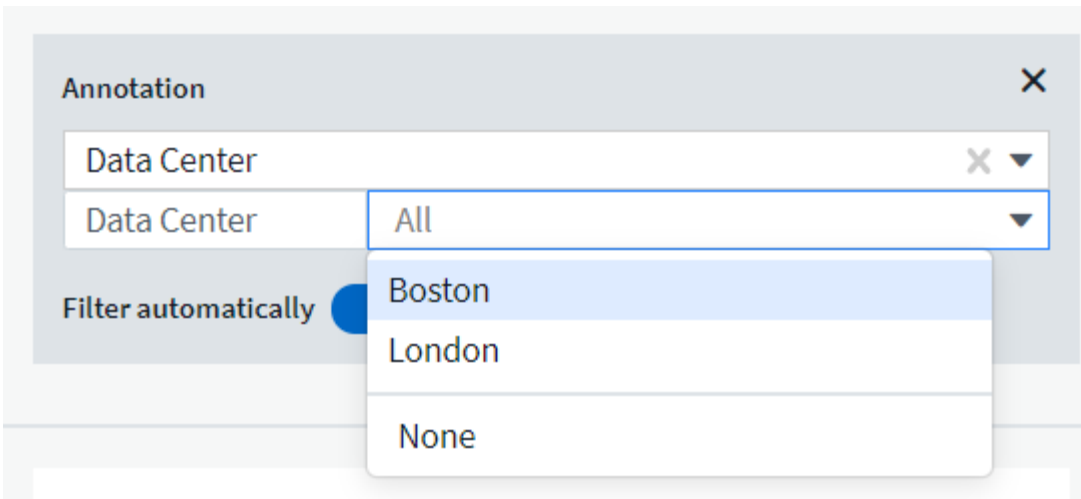 Annotation
Data Center
Data Center All
Boston
Filter automatically
London
None